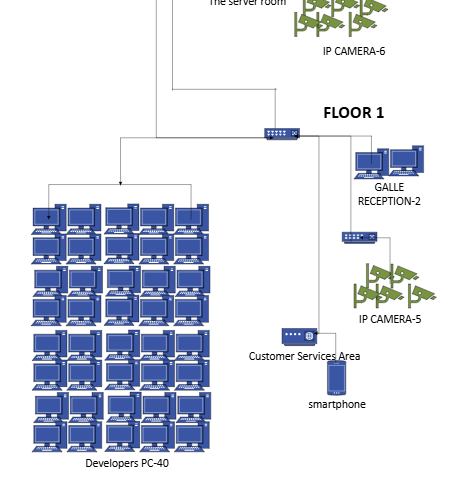 The server room
IP CAMERA-6
FLOOR 1
GALLE
RECEPTION-2
IP CAMERA-5
Customer Services Area
smartphone
Developers PC-40